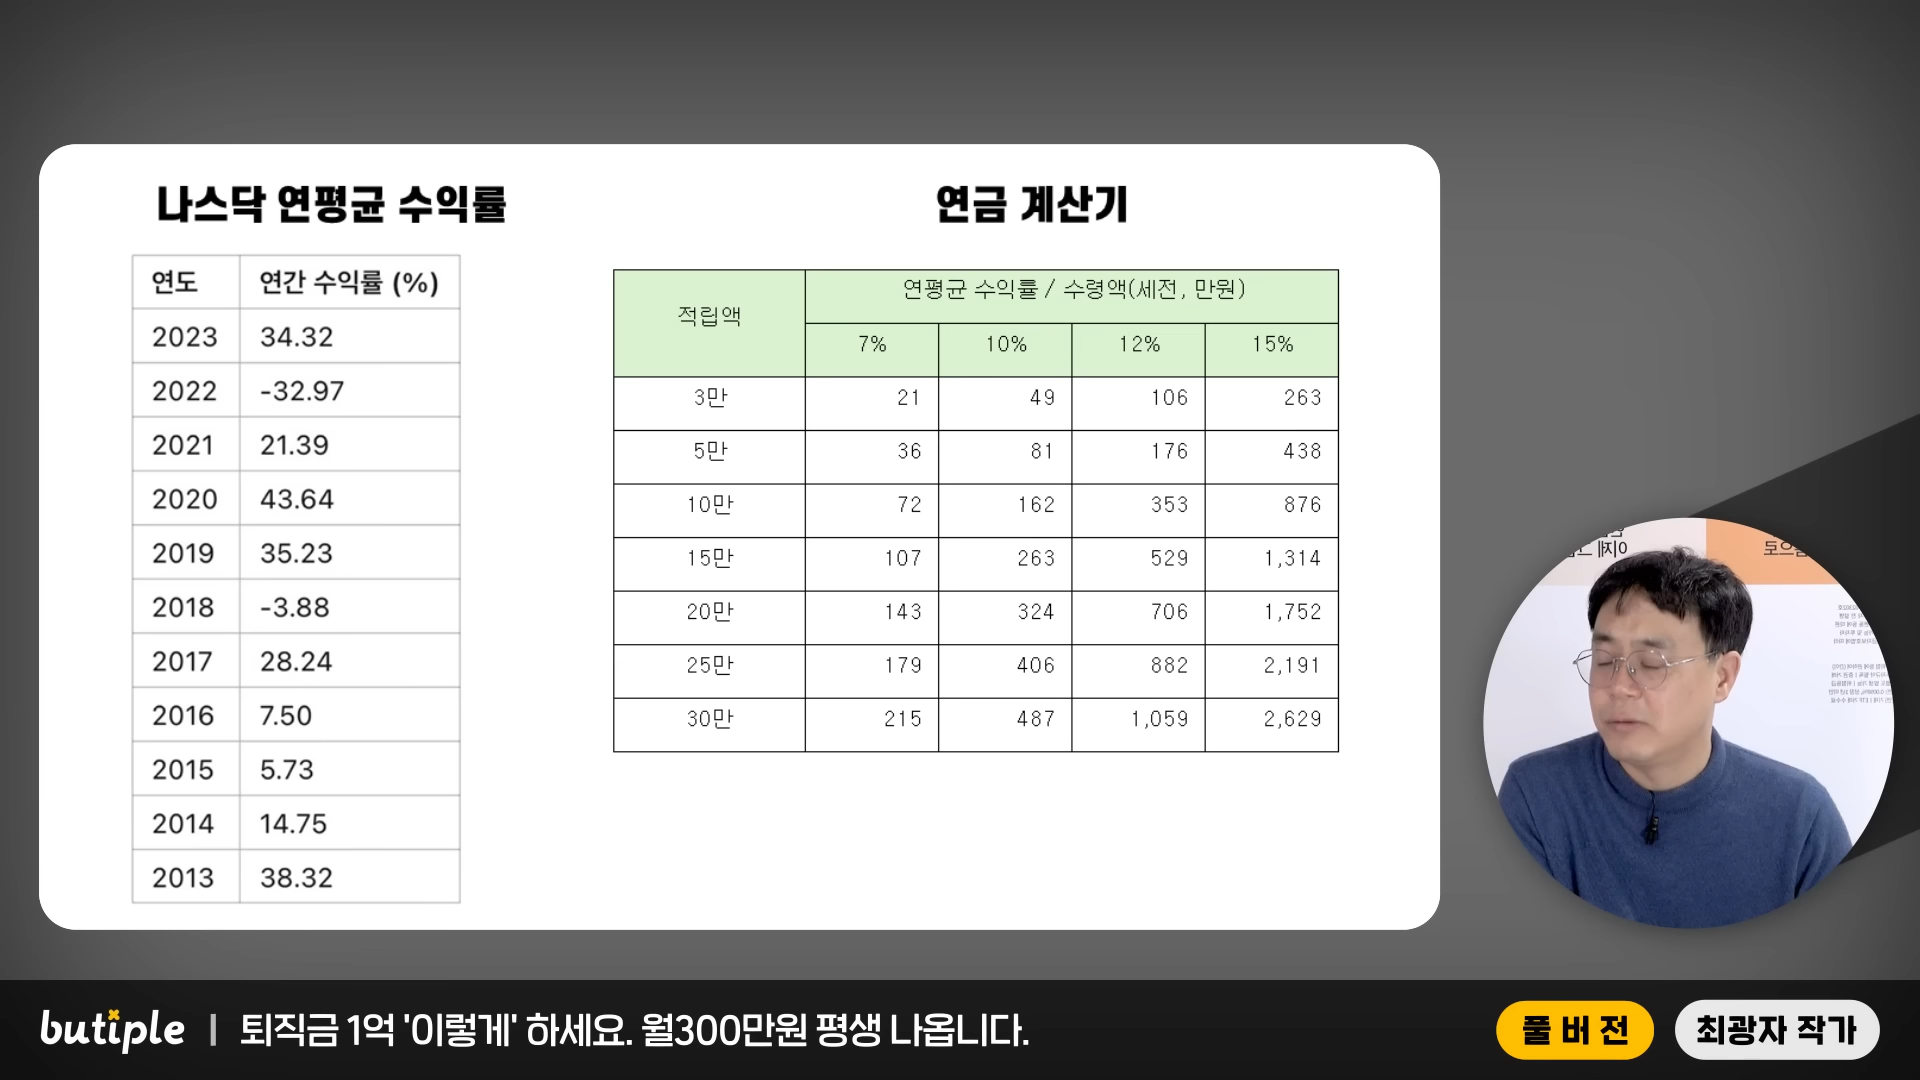 나스닥 연평균 수익률
연도 연간 수익률 (%)
2023 34.32
2022 -32.97
2021 21.39
2020 43.64
2019 35.23
2018 -3.88
2017 28.24
2016 7.50
2015 5.73
2014 14.75
2013 38.32
연금 계산기
적립액 연평균 수익률 / 수령액(세전, 만원)
7% 10% 12% 15%
3만 21 49 106 263
5만 36 81 176 438
10만 72 162 353 876
15만 107 263 529 1,314
20만 143 324 706 1,752
25만 179 406 882 2,191
30만 215 487 1,059 2,629
butiple | 퇴직금 1억 '이렇게' 하세요. 월300만원 평생 나옵니다.
풀 버 전
최광자 작가